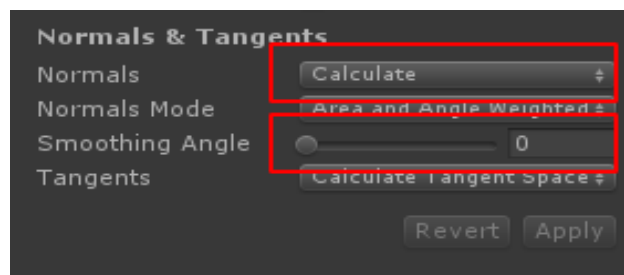 Normals & Tangents
Normals Calculate
Normals Mode Area and Angle Weighted
Smoothing Angle 0
Tangents Calculate Tangent Space
Revert Apply